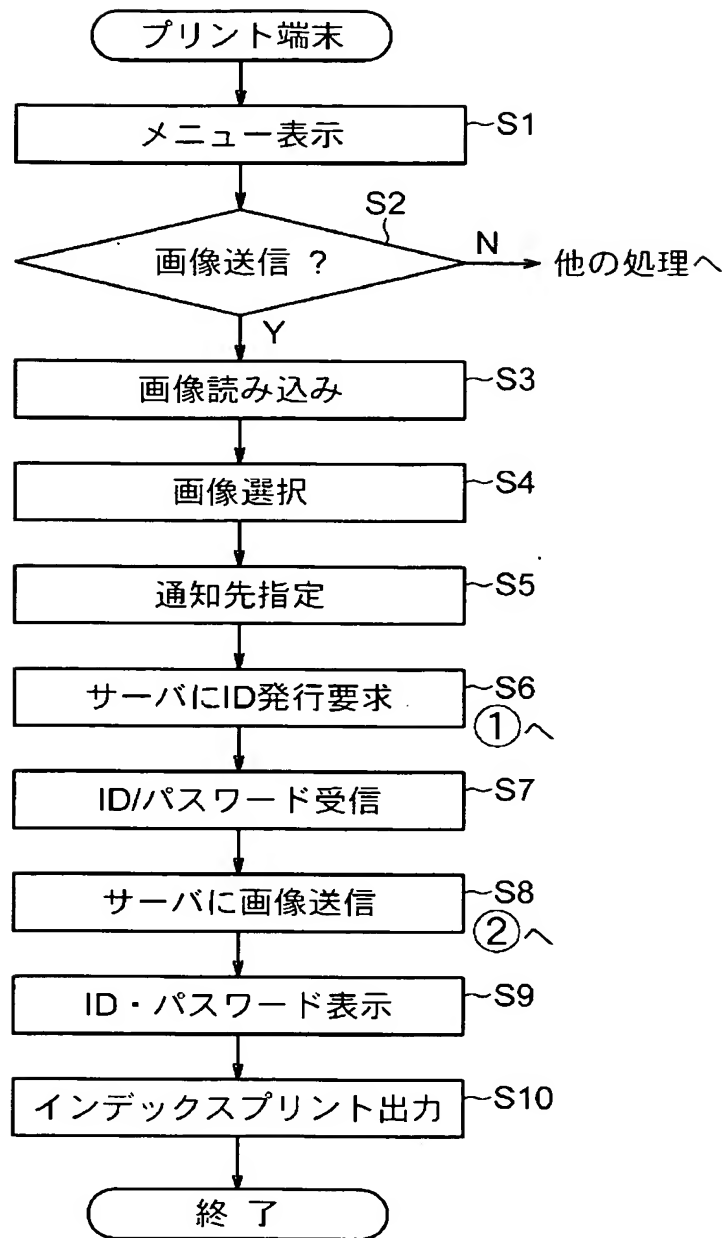 プリント端末
メニュー表示
S1
S2
画像送信 ?
N
他の処理へ
Y
画像読み込み
S3
画像選択
S4
通知先指定
S5
サーバにID発行要求
S6
①へ
ID/パスワード受信
S7
サーバに画像送信
S8
②へ
ID・パスワード表示
S9
インデックスプリント出力
S10
終 了